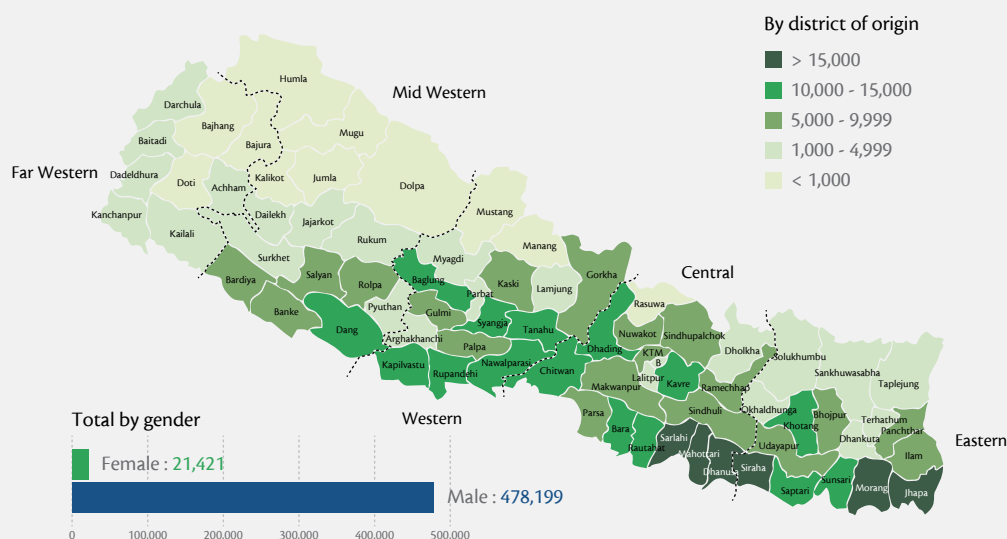 By district of origin
> 15,000
10,000 - 15,000
5,000 - 9,999
1,000 - 4,999
< 1,000
Humla
Mid Western
Darchula
Bajhang
Mugu
Baitadi
Bajura
Far Western
Dadeldhura
Doti
Achham
Kalikot
Jumla
Dolpa
Kanchanpur
Dailekh
Jajarkot
Mustang
Kailali
Rukum
Manang
Surkhet
Myagdi
Gorkha
Central
Bardiya
Salyan
Rolpa
Baglung
Parbat
Kaski
Lamjung
Rasuwa
Banke
Pyuthan
Gulmi
Syangja
Tanahu
Nuwakot
Sindhupalchok
Dang
Arghakhanchi
Palpa
Dhading
KTM
B
Dholkha
Solukhumbu
Kapilvastu
Rupandehi
Nawalparasi
Chitwan
Lalitpur
Kavre
Ramechhap
Sankhuwasabha
Taplejung
Makwanpur
Okhaldhunga
Bhojpur
Terhathum
Western
Parsa
Sindhuli
Khotang
Panchthar
Bara
Rautahat
Sarlahi
Udayapur
Dhankuta
Eastern
Mahottari
Dhanusa
Siraha
Ilam
Saptari
Sunsari
Morang
Jhapa
Total by gender
Female : 21,421
Male : 478,199
0
100.000
200.000
300.000
400.000
500.000